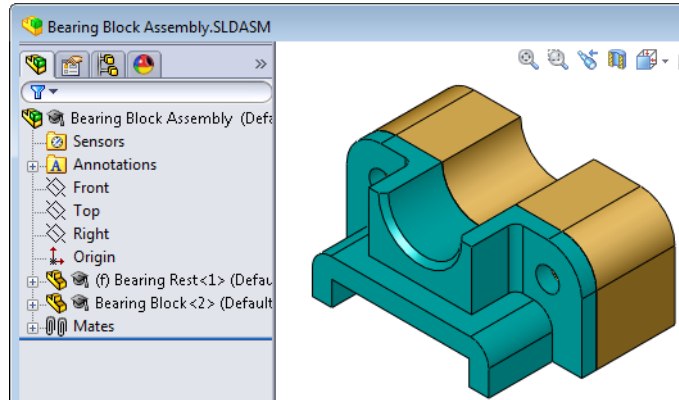 Bearing Block Assembly.SLDASM
»
Bearing Block Assembly (Defa
Sensors
A Annotations
Front
Top
Right
Origin
(f) Bearing Rest<1> (Defau
Bearing Block<2> (Default
Mates